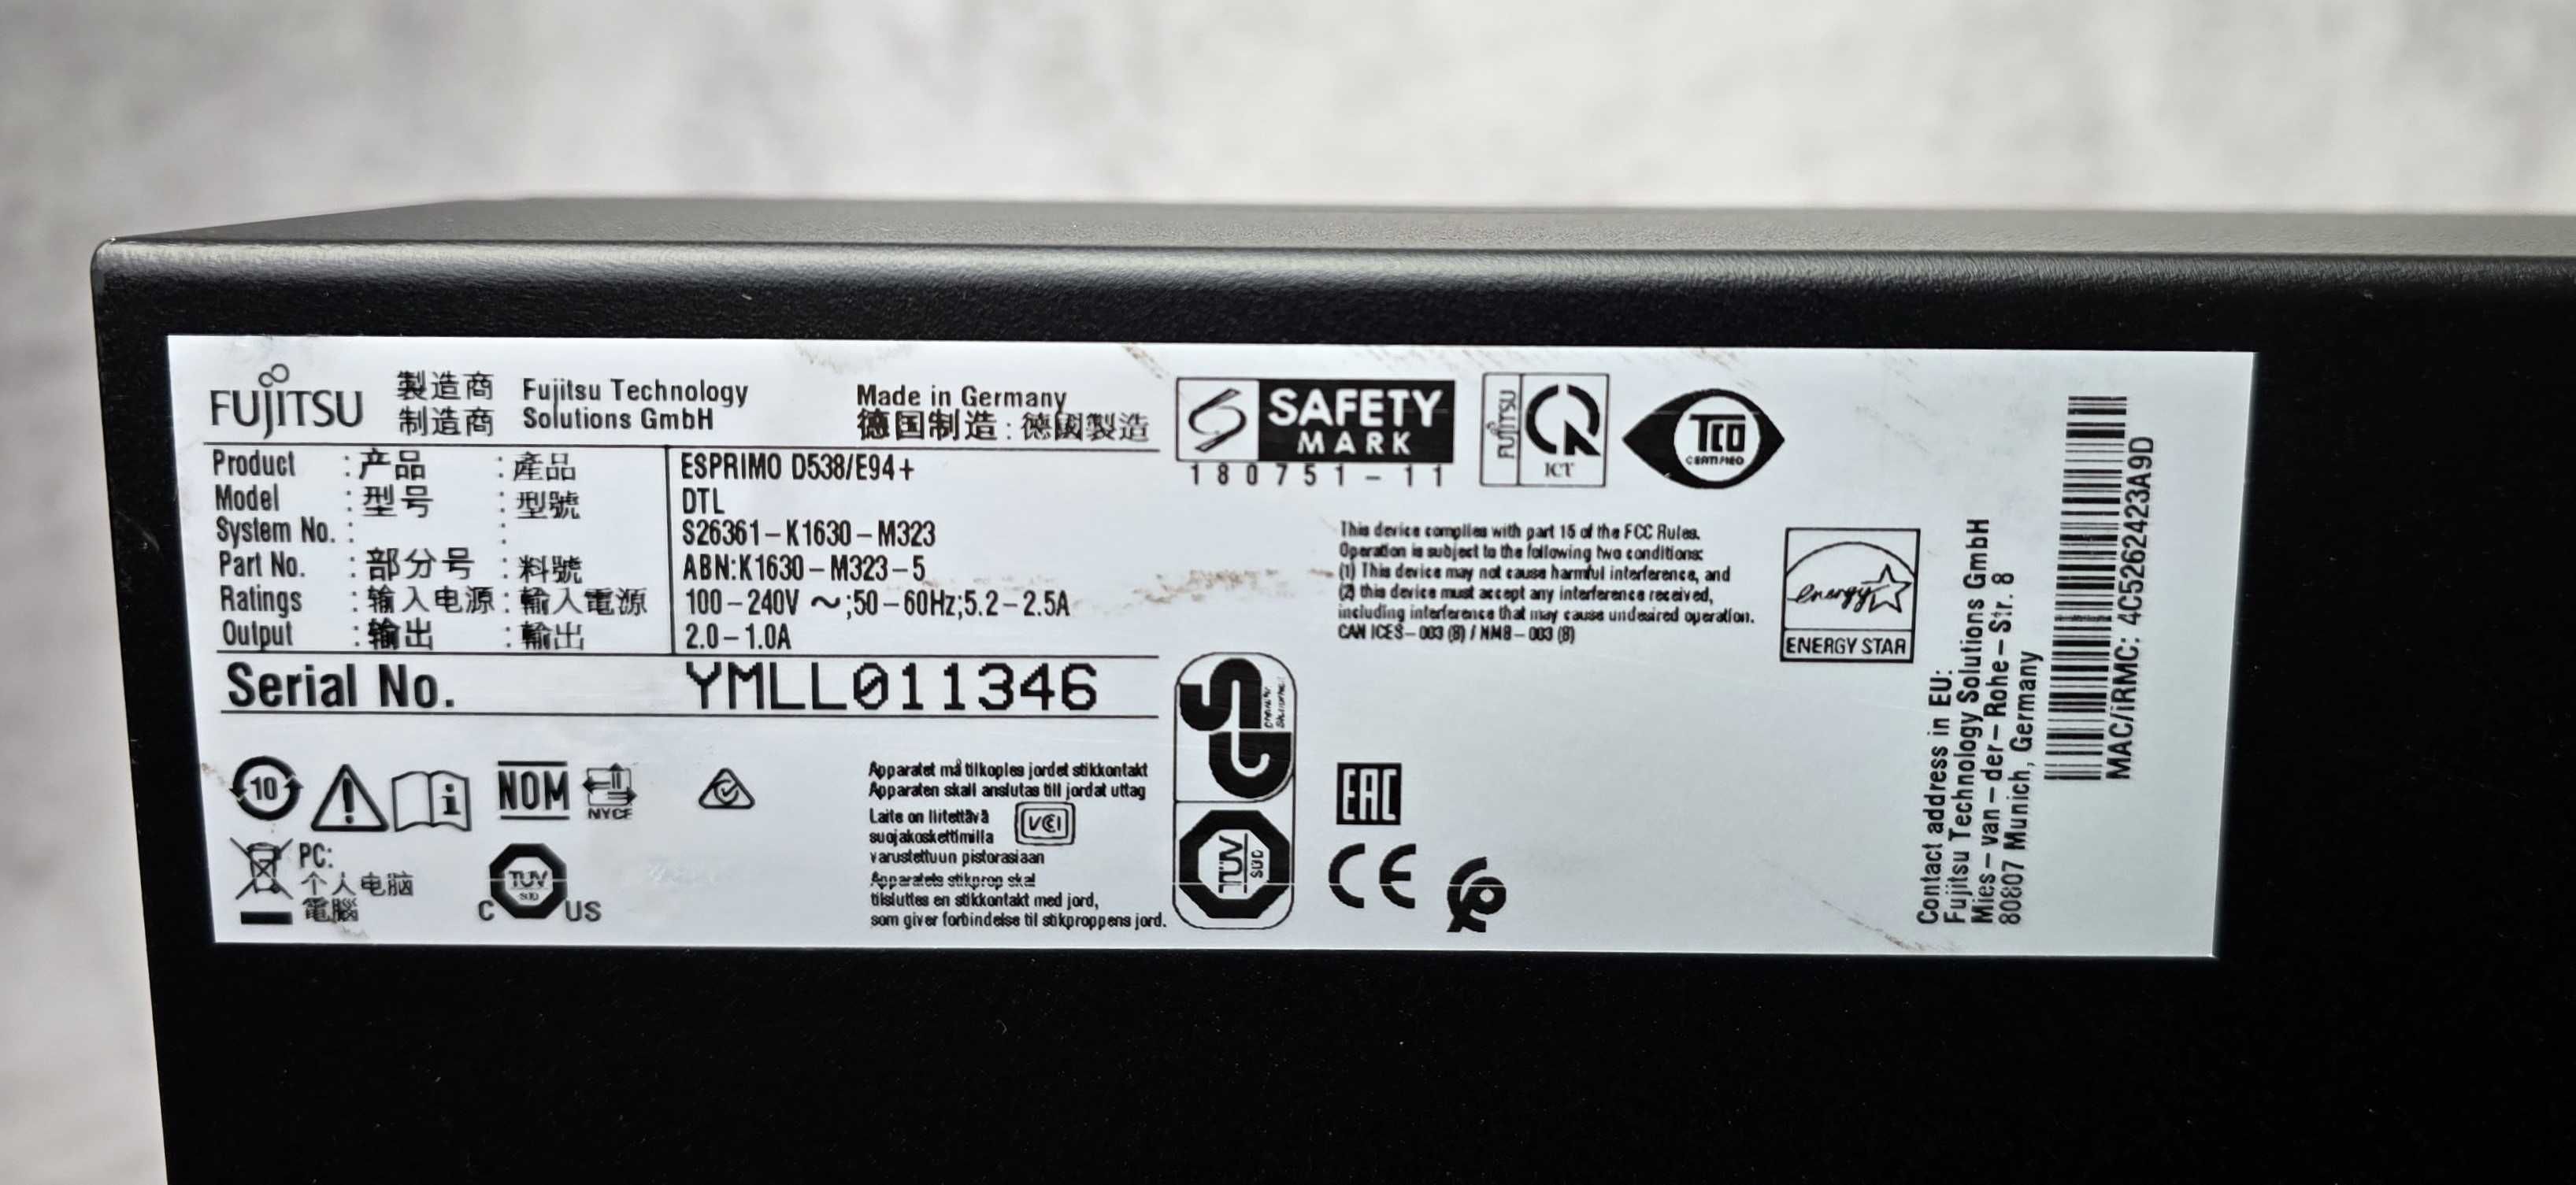 FUJITSU
製造商
制造商
Fujitsu Technology
Solutions GmbH
Made in Germany
德国制造 : 德國製造
Product : 产品 : 產品 ESPRIMO D538/E94+
Model : 型号 : 型號 DTL
System No. : : S26361-K1630-M323
Part No. : 部分号 : 料號 ABN:K1630-M323-5
Ratings : 输入电源 : 輸入電源 100-240V ~;50-60Hz;5.2-2.5A
Output : 输出 : 輸出 2.0-1.0A
Serial No. YMLL011346
SAFETY
MARK
180751-11
FUJITSU
ICT
TCO
CERTIFIED
This device complies with part 15 of the FCC Rules.
Operation is subject to the following two conditions:
(1) This device may not cause harmful interference, and
(2) this device must accept any interference received,
including interference that may cause undesired operation.
CAN ICES-003 (B) / NMB-003 (B)
energy
ENERGY STAR
10
i
NOM
NYCE
PC:
个人电脑
電腦
TÜV
SÜD
C US
Apparatet må tilkoples jordet stikkontakt
Apparaten skall anslutas till jordat uttag
Laite on liitettävä
suojakoskettimilla
varustettuun pistorasiaan
VCI
Apparatets stikprop skal
tilsluttes en stikkontakt med jord,
som giver forbindelse til stikproppens jord.
GS
TÜV
SÜD
EAC
CE
Contact address in EU:
Fujitsu Technology Solutions GmbH
Mies-van-der-Rohe-Str. 8
80807 Munich, Germany
MAC/iRMC: 4C5262423A9D